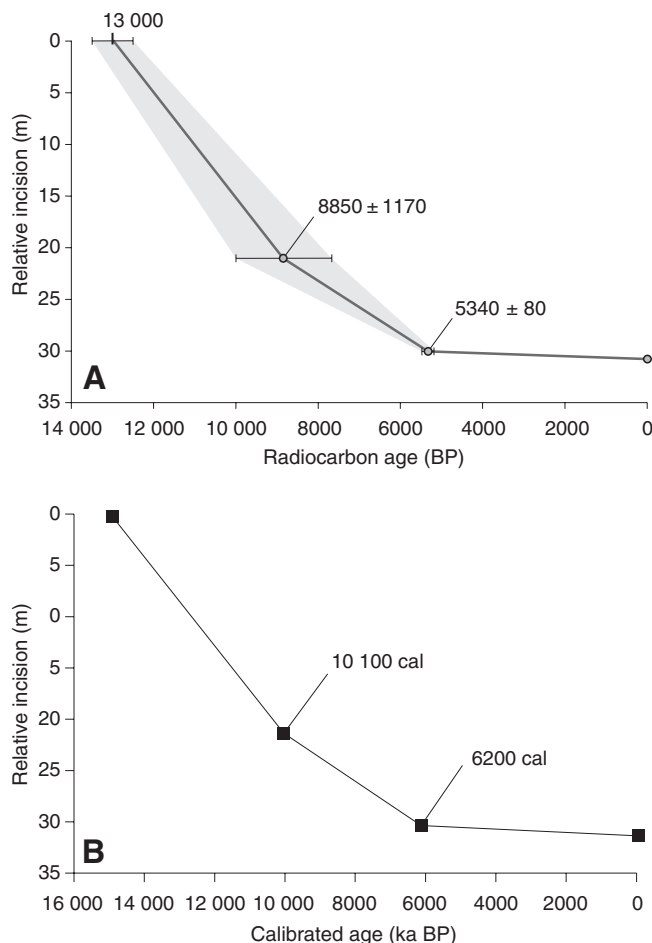 13 000
0
5
10
15
20
25
30
35
Relative incision (m)
8850 ± 1170
5340 ± 80
A
14 000 12 000 10 000 8000 6000 4000 2000 0
Radiocarbon age (BP)
0
5
0
5
20
25
30
35
Relative incision (m)
10 100 cal
6200 cal
B
16 000 14 000 12 000 10 000 8000 6000 4000 2000 0
Calibrated age (ka BP)